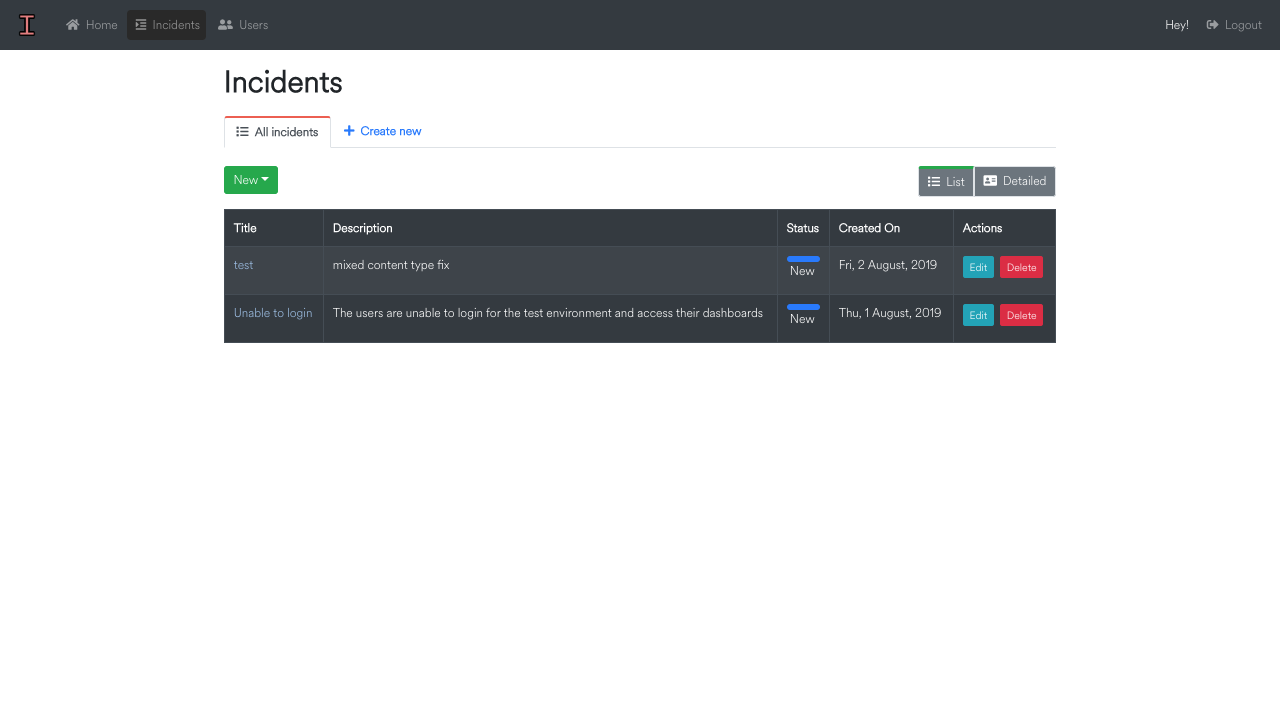 I Home Incidents Users Hey! Logout
Incidents
All incidents Create new
New List Detailed
Title Description Status Created On Actions
test mixed content type fix New Fri, 2 August, 2019 Edit Delete
Unable to login The users are unable to login for the test environment and access their dashboards New Thu, 1 August, 2019 Edit Delete